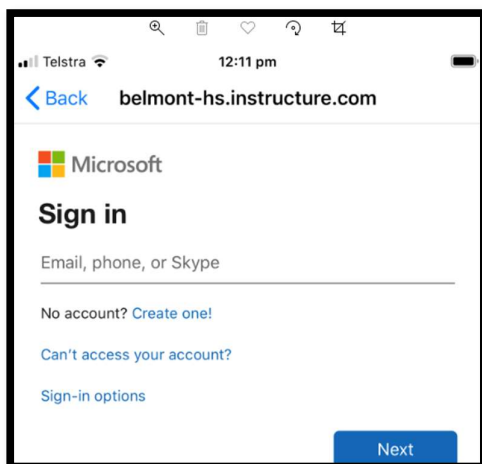 Telstra 12:11 pm
Back belmont-hs.instructure.com
Microsoft
Sign in
Email, phone, or Skype
No account? Create one!
Can't access your account?
Sign-in options
Next